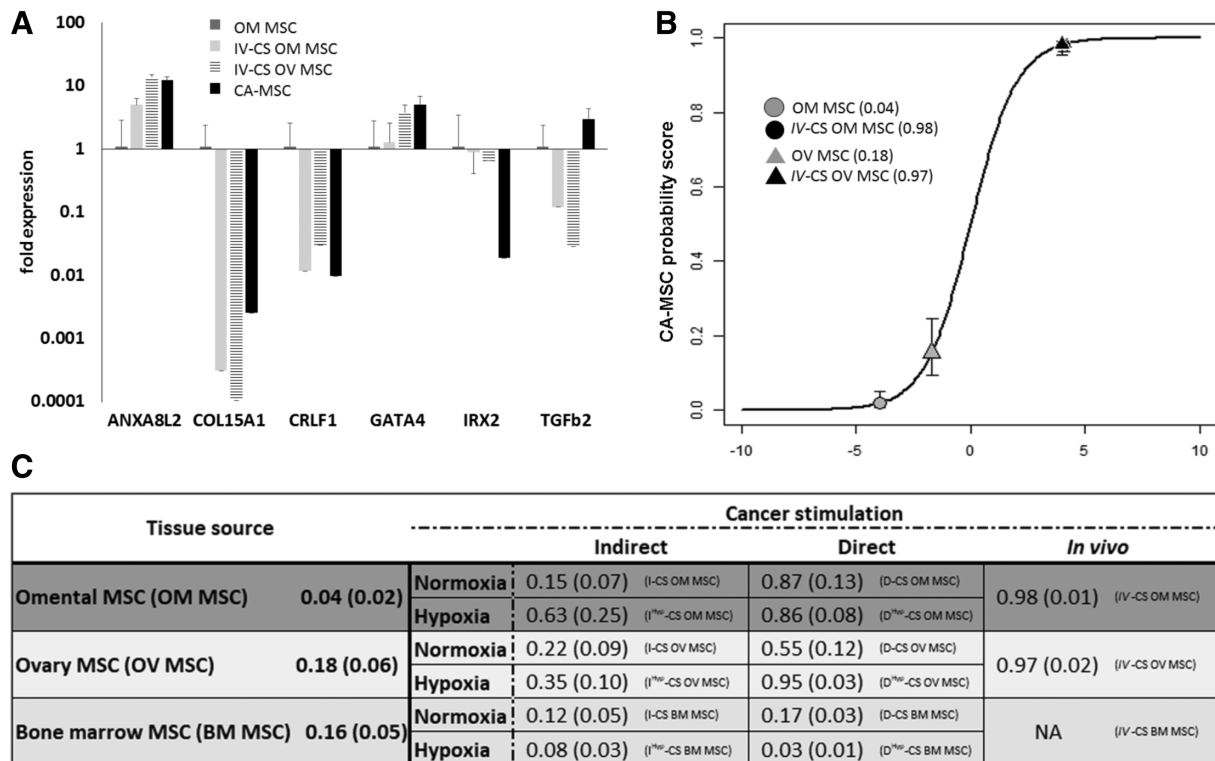 A
100
10
1
0.1
0.01
0.001
0.0001
fold expression
OM MSC
IV-CS OM MSC
IV-CS OV MSC
CA-MSC
ANXA8L2 COL15A1 CRLF1 GATA4 IRX2 TGFb2
B
CA-MSC probability score
1.0
0.8
0.6
0.4
0.2
0.0
OM MSC (0.04)
IV-CS OM MSC (0.98)
OV MSC (0.18)
IV-CS OV MSC (0.97)
-10 -5 0 5 10
C
Tissue source
Cancer stimulation
Indirect Direct In vivo
Omental MSC (OM MSC) 0.04 (0.02)
Normoxia 0.15 (0.07) (I-CS OM MSC) 0.87 (0.13) (D-CS OM MSC)
0.98 (0.01) (IV-CS OM MSC)
Hypoxia 0.63 (0.25) (IHyp-CS OM MSC) 0.86 (0.08) (DHyp-CS OM MSC)
Ovary MSC (OV MSC) 0.18 (0.06)
Normoxia 0.22 (0.09) (I-CS OV MSC) 0.55 (0.12) (D-CS OV MSC)
0.97 (0.02) (IV-CS OV MSC)
Hypoxia 0.35 (0.10) (IHyp-CS OV MSC) 0.95 (0.03) (DHyp-CS OV MSC)
Bone marrow MSC (BM MSC) 0.16 (0.05)
Normoxia 0.12 (0.05) (I-CS BM MSC) 0.17 (0.03) (D-CS BM MSC)
NA (IV-CS BM MSC)
Hypoxia 0.08 (0.03) (IHyp-CS BM MSC) 0.03 (0.01) (DHyp-CS BM MSC)